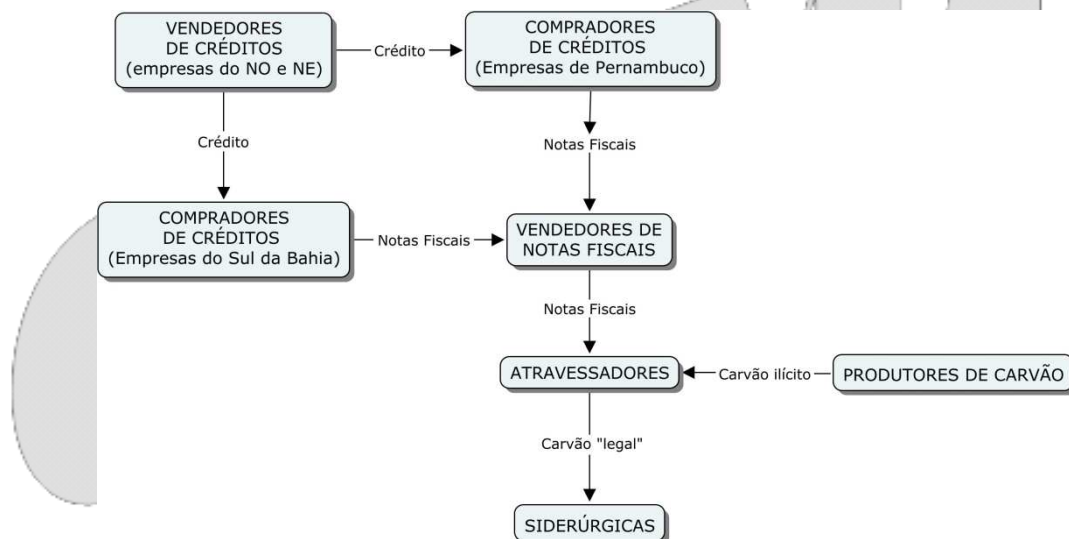 VENDEDORES
DE CRÉDITOS
(empresas do NO e NE)
Crédito
COMPRADORES
DE CRÉDITOS
(Empresas de Pernambuco)
Crédito
Notas Fiscais
COMPRADORES
DE CRÉDITOS
(Empresas do Sul da Bahia)
Notas Fiscais
VENDEDORES DE
NOTAS FISCAIS
Notas Fiscais
ATRAVESSADORES
Carvão ilícito
PRODUTORES DE CARVÃO
Carvão "legal"
SIDERÚRGICAS